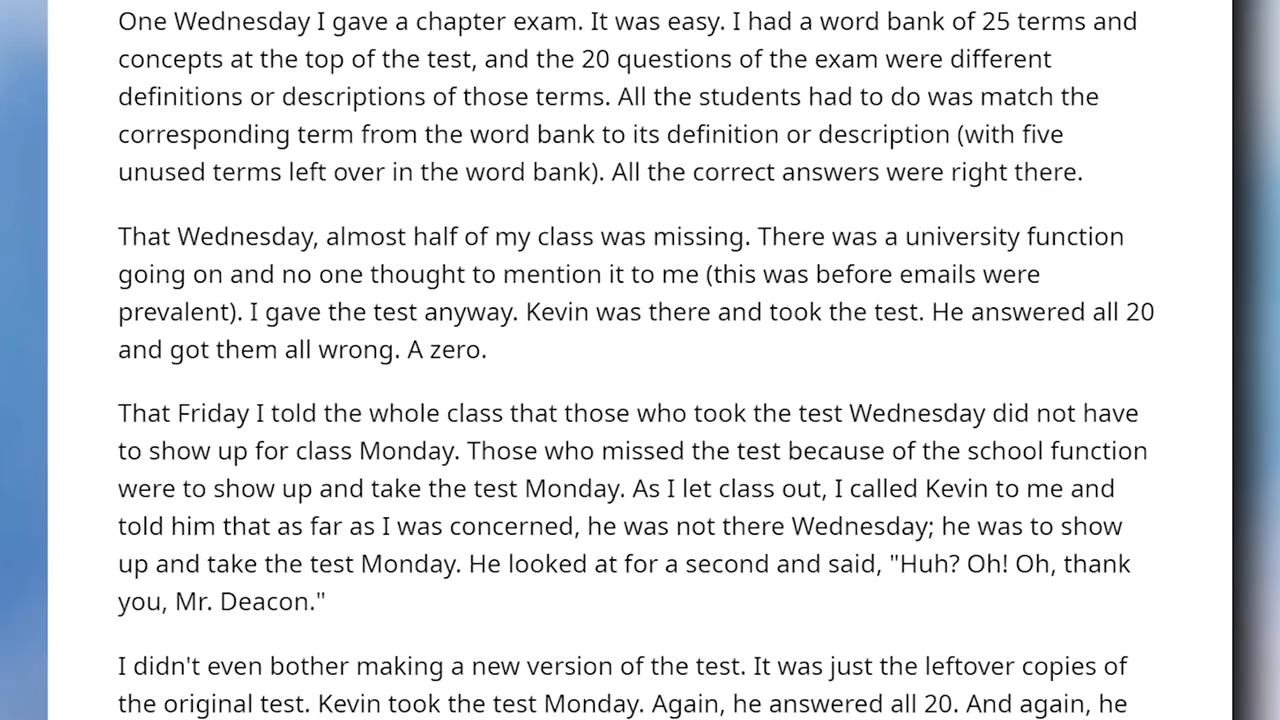 One Wednesday I gave a chapter exam. It was easy. I had a word bank of 25 terms and
concepts at the top of the test, and the 20 questions of the exam were different
definitions or descriptions of those terms. All the students had to do was match the
corresponding term from the word bank to its definition or description (with five
unused terms left over in the word bank). All the correct answers were right there.
That Wednesday, almost half of my class was missing. There was a university function
going on and no one thought to mention it to me (this was before emails were
prevalent). I gave the test anyway. Kevin was there and took the test. He answered all 20
and got them all wrong. A zero.
That Friday I told the whole class that those who took the test Wednesday did not have
to show up for class Monday. Those who missed the test because of the school function
were to show up and take the test Monday. As I let class out, I called Kevin to me and
told him that as far as I was concerned, he was not there Wednesday; he was to show
up and take the test Monday. He looked at for a second and said, "Huh? Oh! Oh, thank
you, Mr. Deacon."
I didn't even bother making a new version of the test. It was just the leftover copies of
the original test. Kevin took the test Monday. Again, he answered all 20. And again, he